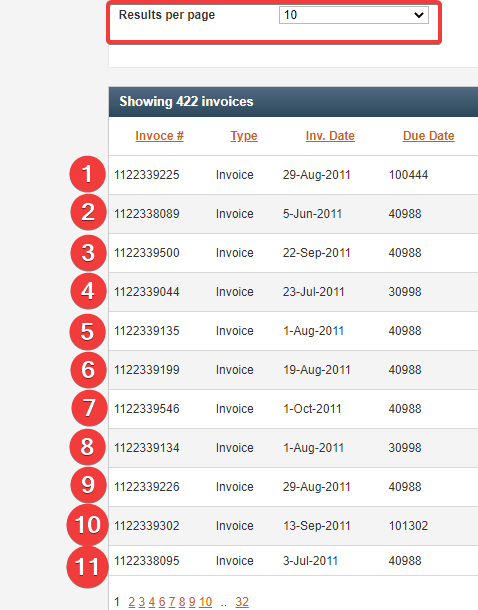 Results per page 10
Showing 422 invoices
Invoce # Type Inv. Date Due Date
1 1122339225 Invoice 29-Aug-2011 100444
2 1122338089 Invoice 5-Jun-2011 40988
3 1122339500 Invoice 22-Sep-2011 40988
4 1122339044 Invoice 23-Jul-2011 30998
5 1122339135 Invoice 1-Aug-2011 40988
6 1122339199 Invoice 19-Aug-2011 40988
7 1122339546 Invoice 1-Oct-2011 40988
8 1122339134 Invoice 1-Aug-2011 30998
9 1122339226 Invoice 29-Aug-2011 40988
10 1122339302 Invoice 13-Sep-2011 101302
11 1122338095 Invoice 3-Jul-2011 40988
1 2 3 4 5 6 7 8 9 10 .. 32